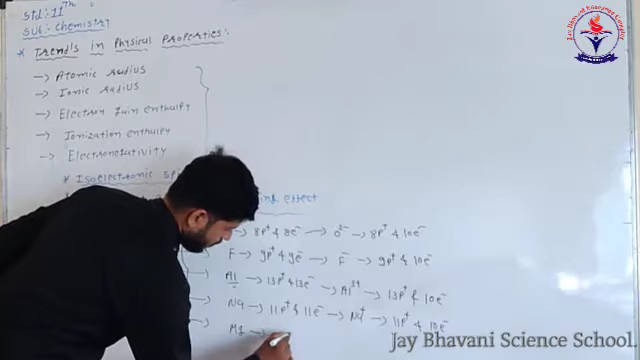 Std:- 11th
Sub:- Chemistry
* Trends in Physical Properties:-
→ Atomic radius
→ Ionic radius
→ Electron gain enthalpy
→ Ionization enthalpy
→ Electronegativity
* Isoelectronic
effect
→ 8p⁺ & 8e⁻ → O²⁻ → 8p⁺ & 10e⁻
F → 9p⁺ & 9e⁻ → F⁻ → 9p⁺ & 10e⁻
Al → 13p⁺ & 13e⁻ → Al³⁺ → 13p⁺ & 10e⁻
Na → 11p⁺ & 11e⁻ → Na⁺ → 11p⁺ & 10e⁻
Mg →
Jay Bhavani Science School.